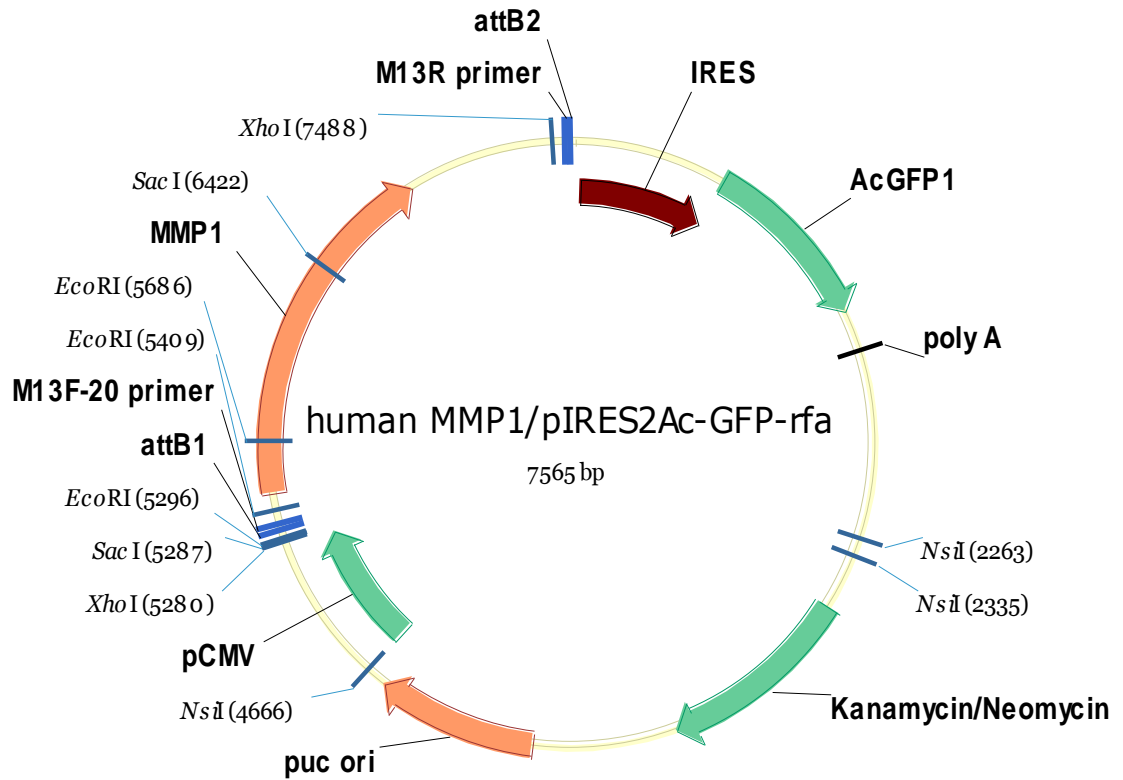 attB2
M13R primer
IRES
XhoI (7488)
AcGFP1
SacI (6422)
MMP1
EcoRI (5686)
EcoRI (5409)
poly A
M13F-20 primer
human MMP1/pIRES2Ac-GFP-rfa
attB1
7565 bp
EcoRI (5296)
SacI (5287)
NsiI (2263)
XhoI (5280)
NsiI (2335)
pCMV
NsiI (4666)
Kanamycin/Neomycin
puc ori